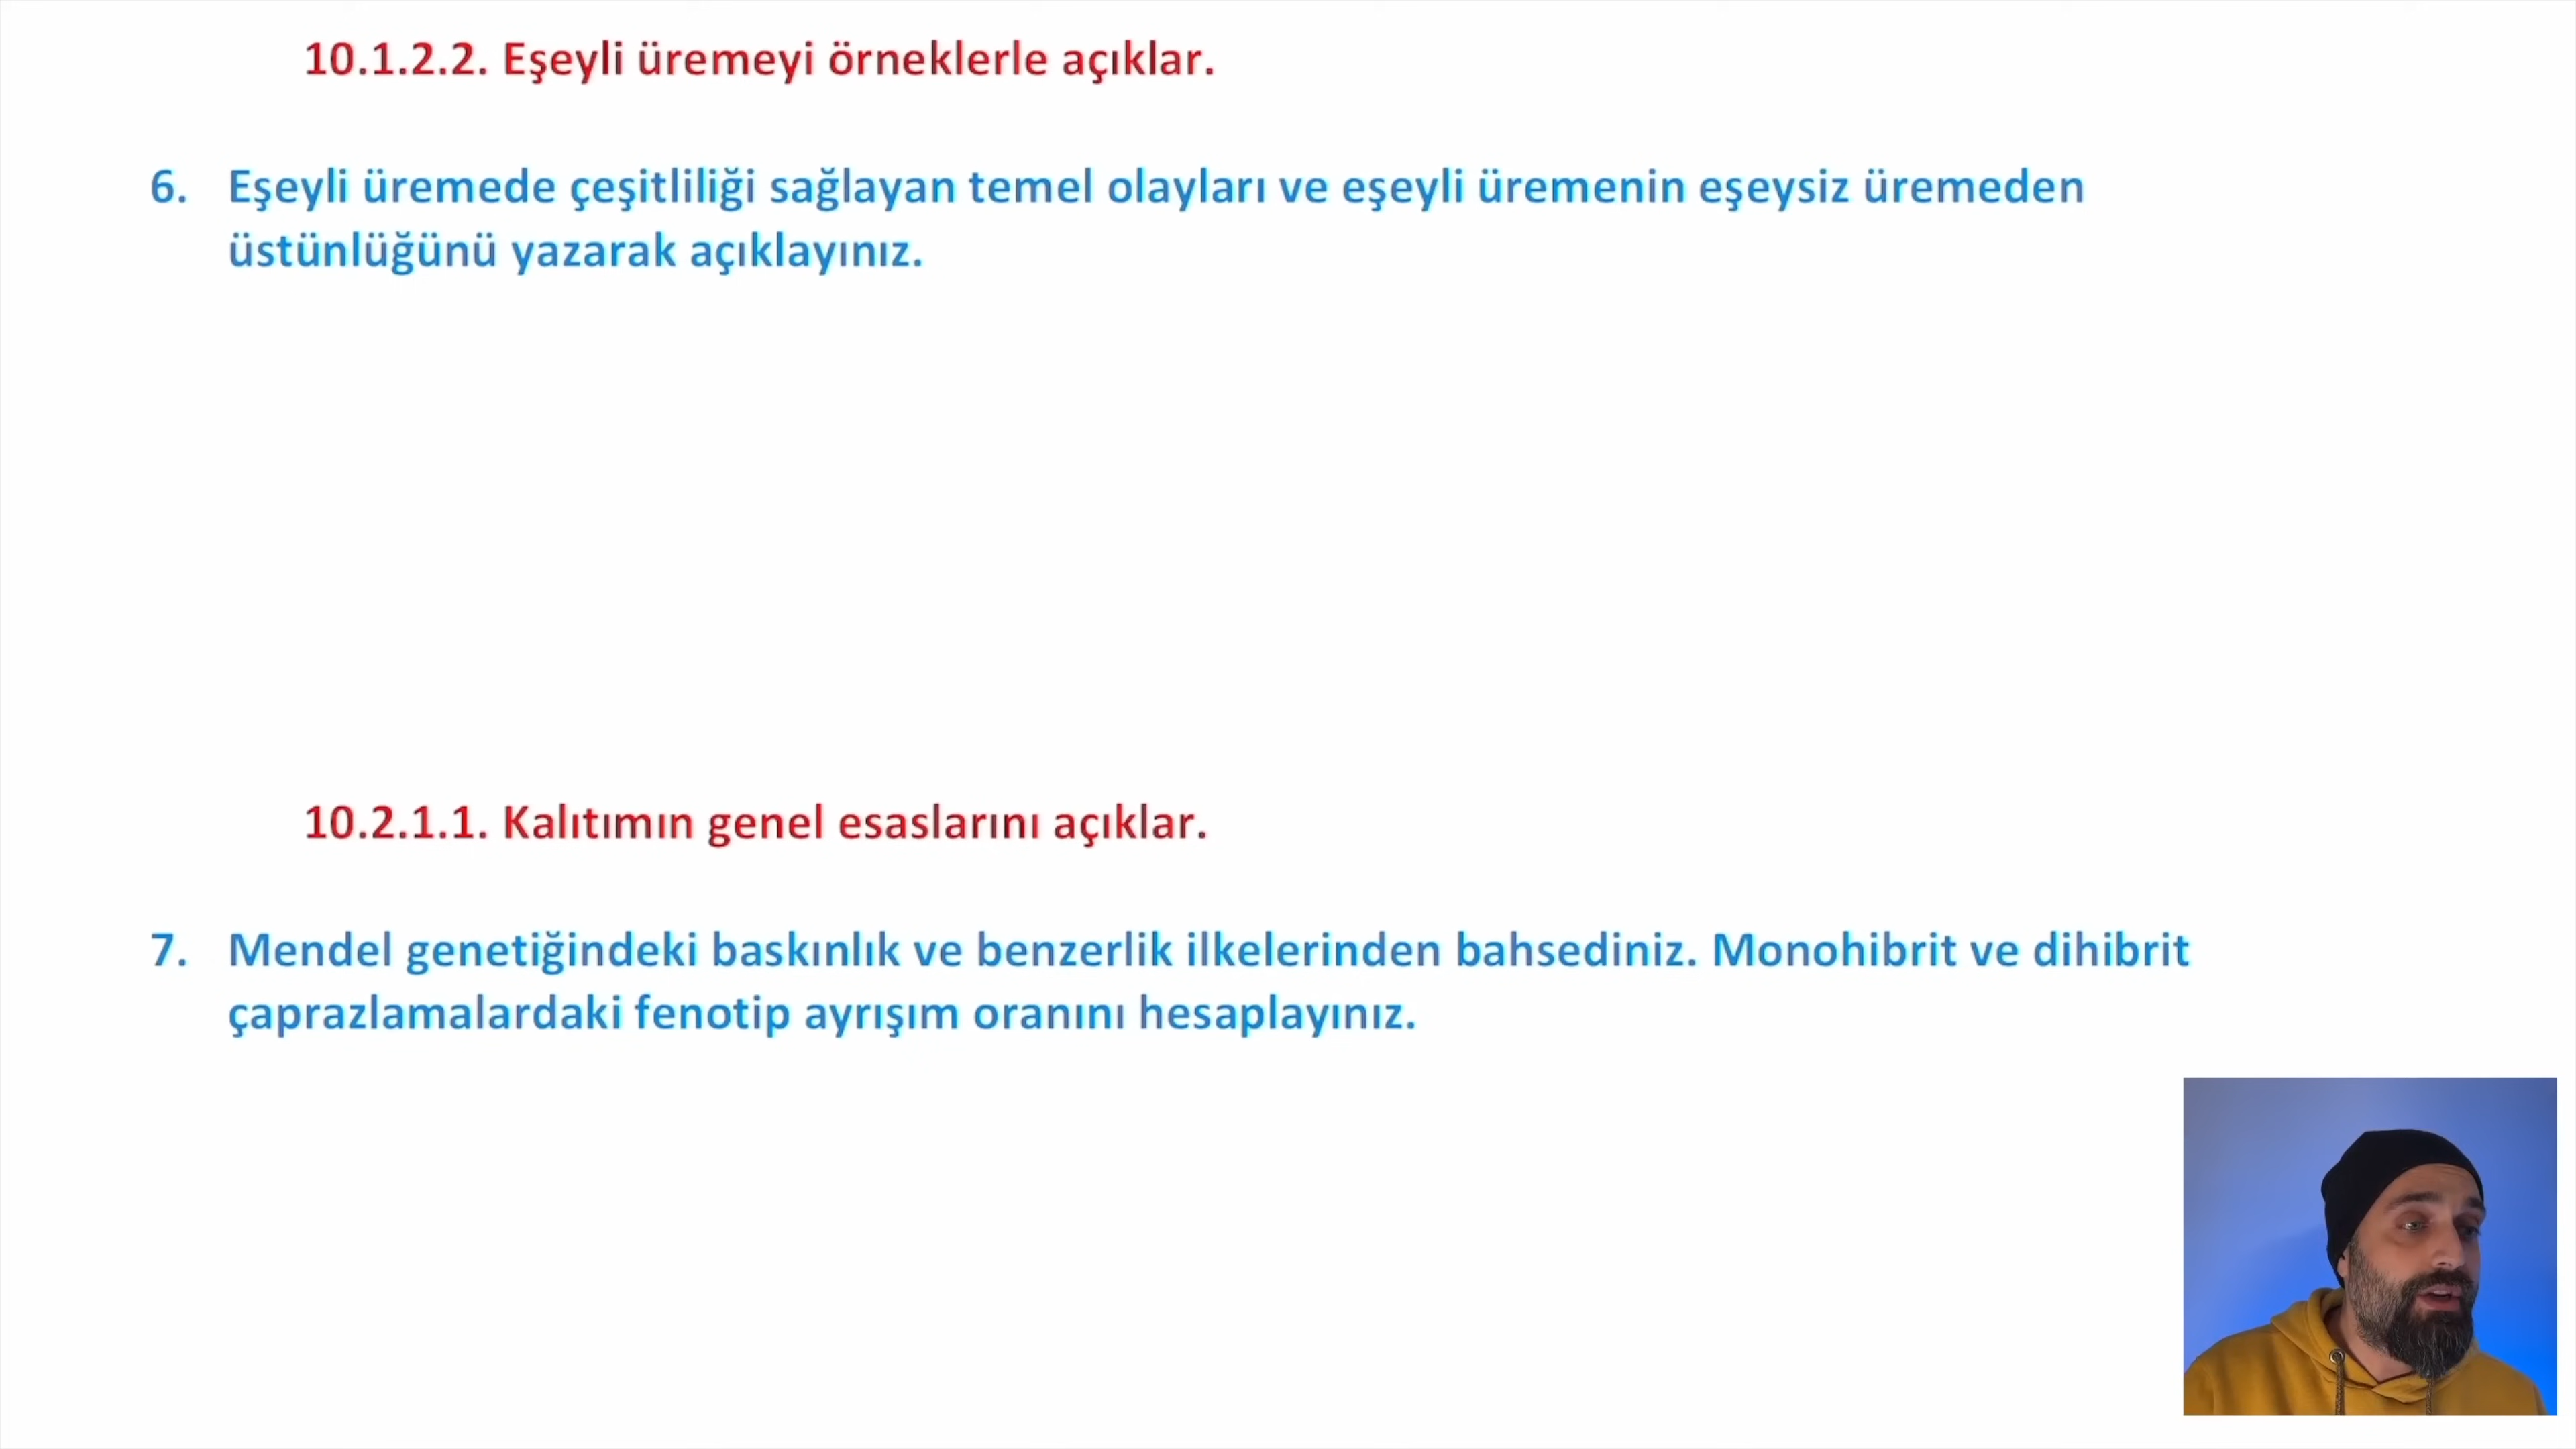 10.1.2.2. Eşeyli üremeyi örneklerle açıklar.
6. Eşeyli üremede çeşitliliği sağlayan temel olayları ve eşeyli üremenin eşeysiz üremeden
üstünlüğünü yazarak açıklayınız.
10.2.1.1. Kalıtımın genel esaslarını açıklar.
7. Mendel genetiğindeki baskınlık ve benzerlik ilkelerinden bahsediniz. Monohibrit ve dihibrit
çaprazlamalardaki fenotip ayrışım oranını hesaplayınız.